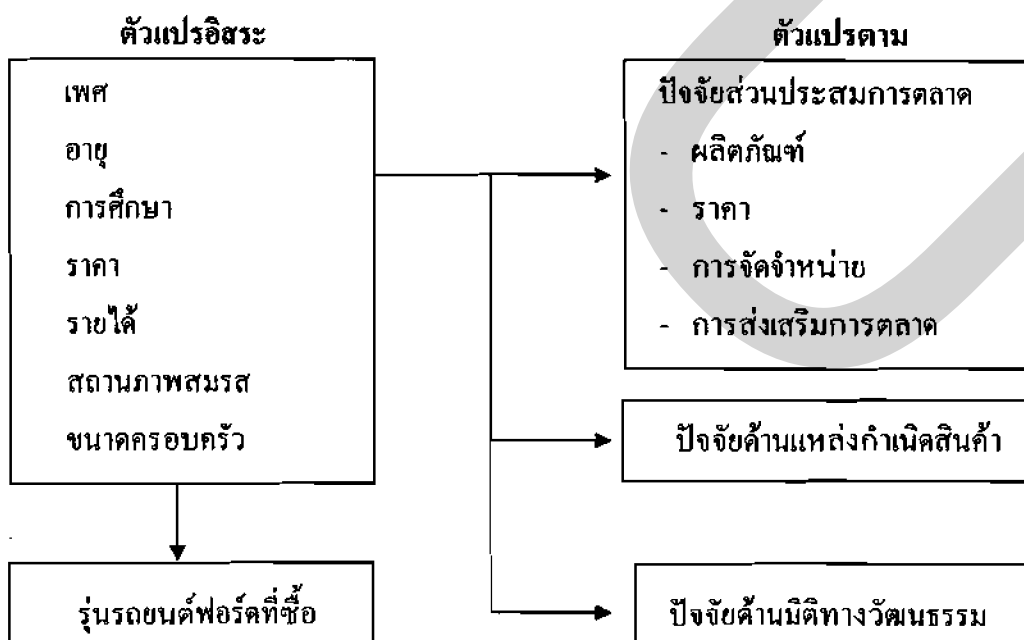 ตัวแปรอิสระ
เพศ
อายุ
การศึกษา
ราคา
รายได้
สถานภาพสมรส
ขนาดครอบครัว
รุ่นรถยนต์ฟอร์ดที่ซื้อ
ตัวแปรตาม
ปัจจัยส่วนประสมการตลาด
- ผลิตภัณฑ์
- ราคา
- การจัดจำหน่าย
- การส่งเสริมการตลาด
ปัจจัยด้านแหล่งกำเนิดสินค้า
ปัจจัยด้านมิติทางวัฒนธรรม